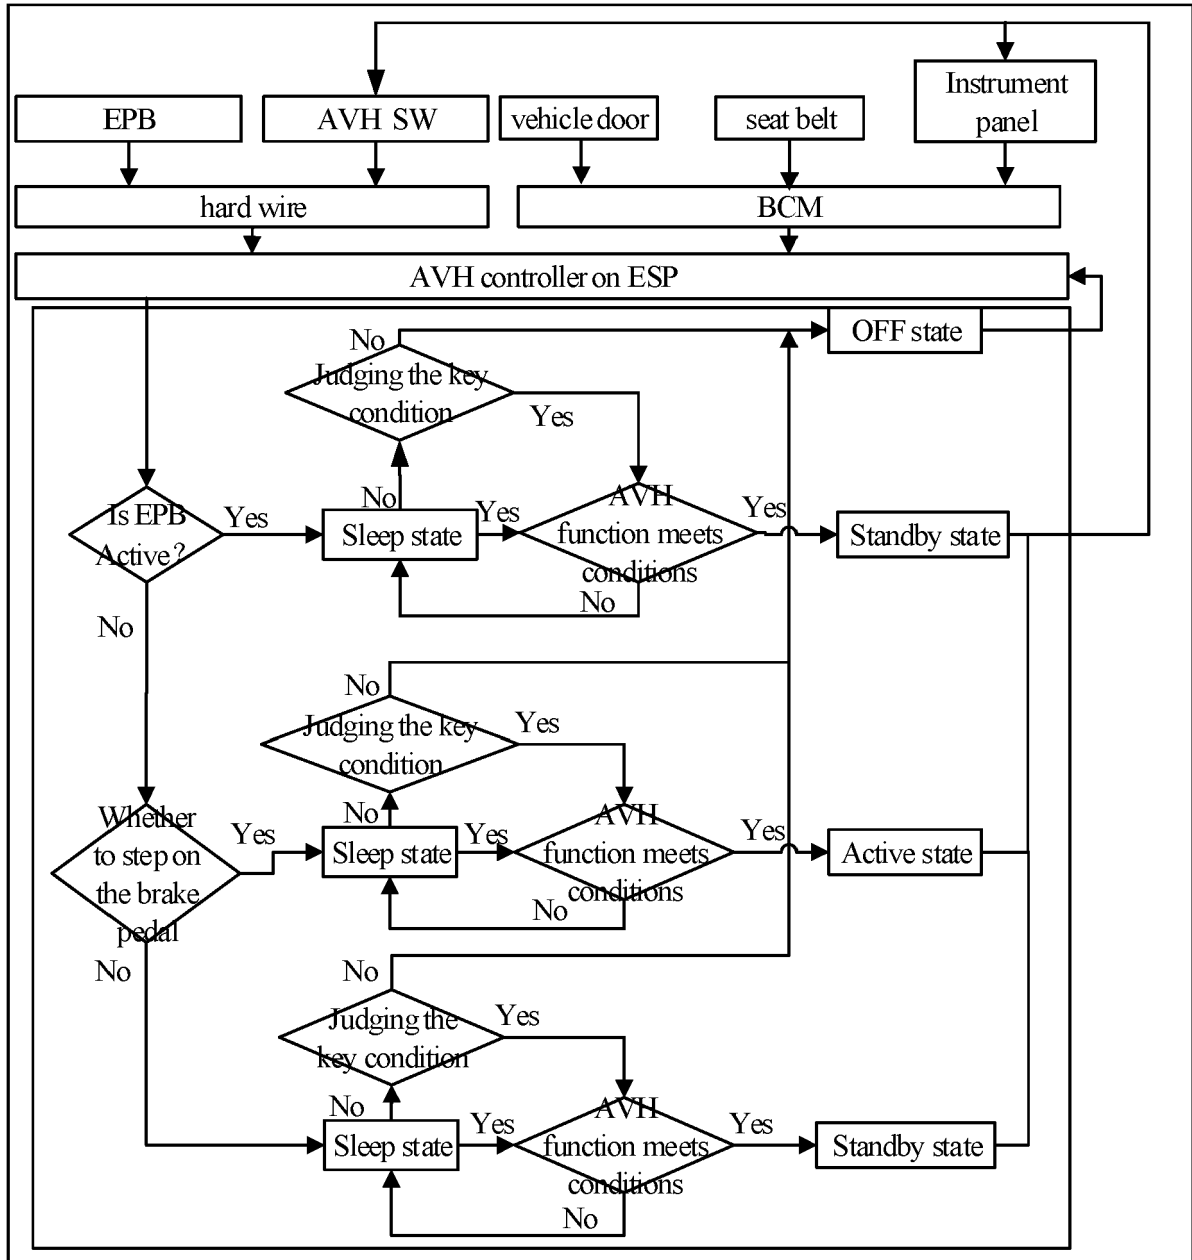 Instrument
panel
EPB
AVH SW
vehicle door
seat belt
hard wire
BCM
AVH controller on ESP
No
OFF state
Judging the key
condition
Yes
No
Is EPB
Active?
Yes
Sleep state
Yes
AVH
function meets
conditions
Yes
Standby state
No
No
No
Judging the key
condition
Yes
No
Whether
to step on
the brake
pedal
Yes
Sleep state
Yes
AVH
function meets
conditions
Yes
Active state
No
No
No
Judging the
key condition
Yes
No
Sleep state
Yes
AVH
function meets
conditions
Yes
Standby state
No